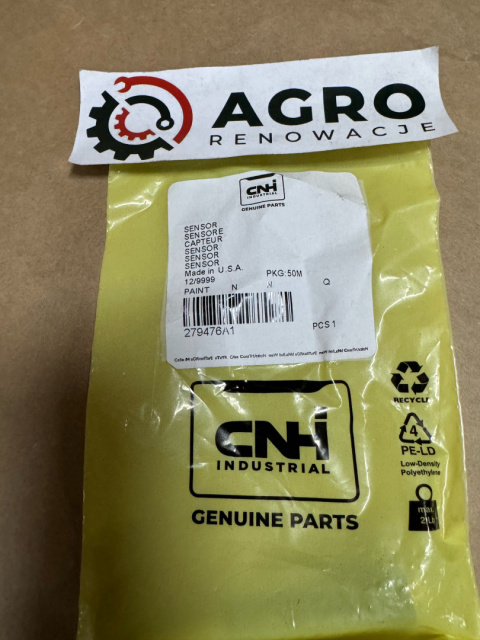 AGRO
RENOWACJE
CNH
INDUSTRIAL
GENUINE PARTS
SENSOR
SENSORE
CAPTEUR
SENSOR
SENSOR
SENSOR
Made in U.S.A. PKG:50M
12/9999
PAINT N Q
279476A1 PCS 1
CNH
INDUSTRIAL
GENUINE PARTS
RECYCLE
4
PE-LD
Low-Density
Polyethylene